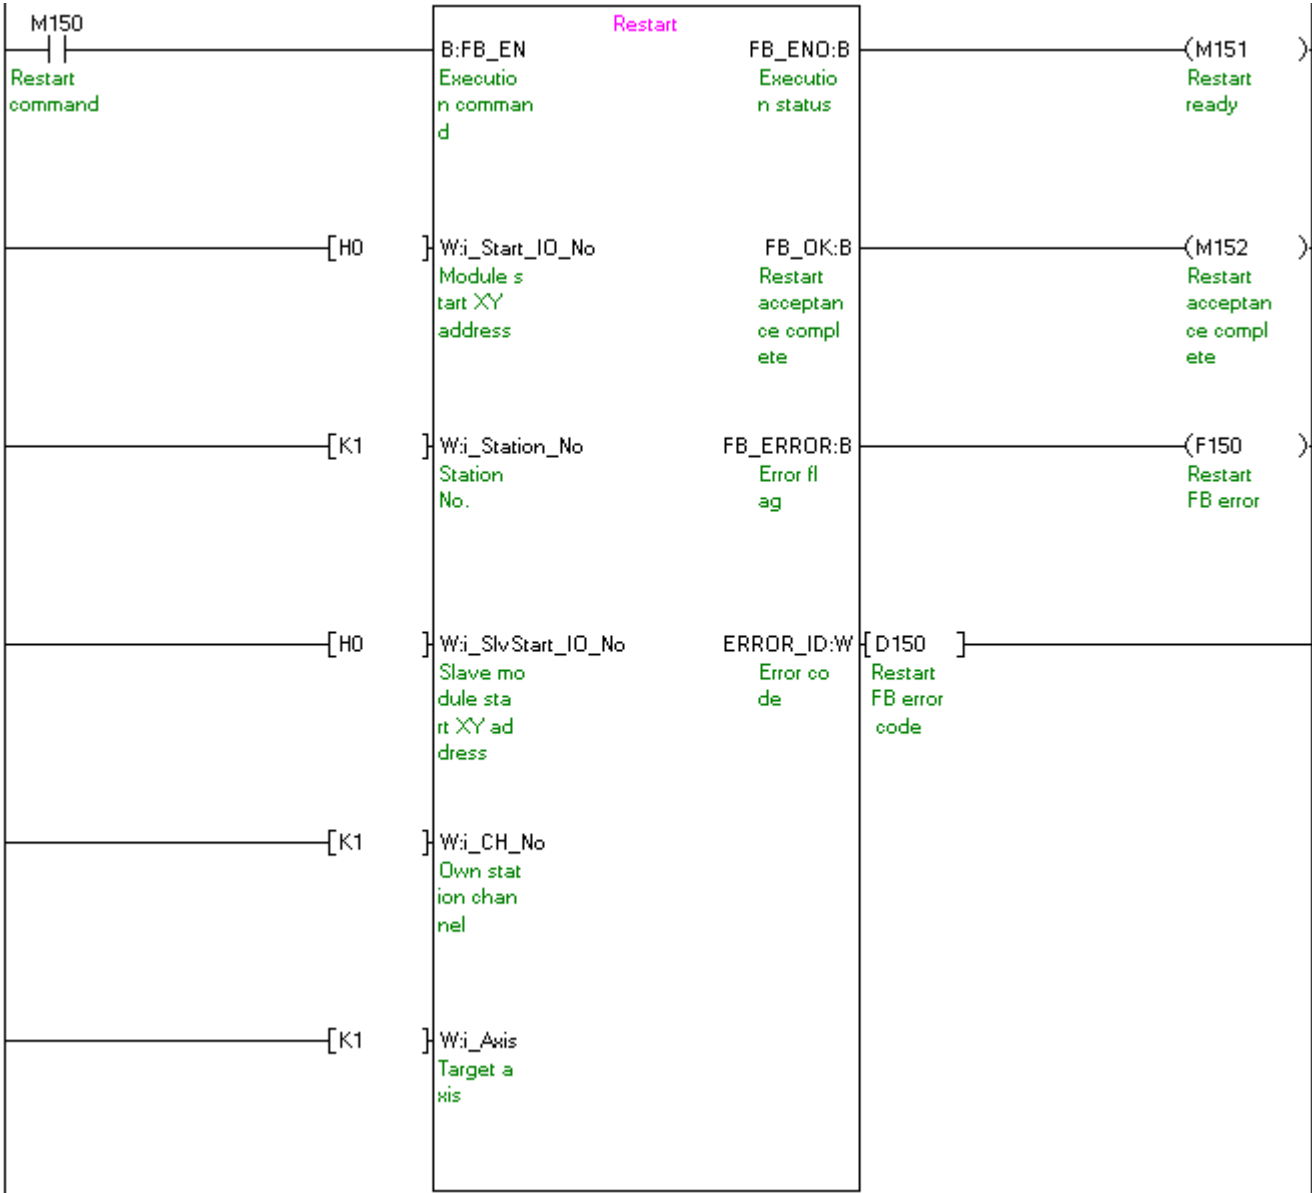 M150
Restart
command
Restart
B:FB_EN
Executio
n comman
d
FB_ENO:B
Executio
n status
(M151 )
Restart
ready
[H0 ]
W:i_Start_IO_No
Module s
tart XY
address
FB_OK:B
Restart
acceptan
ce compl
ete
(M152 )
Restart
acceptan
ce compl
ete
[K1 ]
W:i_Station_No
Station
No.
FB_ERROR:B
Error fl
ag
(F150 )
Restart
FB error
[H0 ]
W:i_SlvStart_IO_No
Slave mo
dule sta
rt XY ad
dress
ERROR_ID:W
Error co
de
[D150 ]
Restart
FB error
code
[K1 ]
W:i_CH_No
Own stat
ion chan
nel
[K1 ]
W:i_Axis
Target a
xis